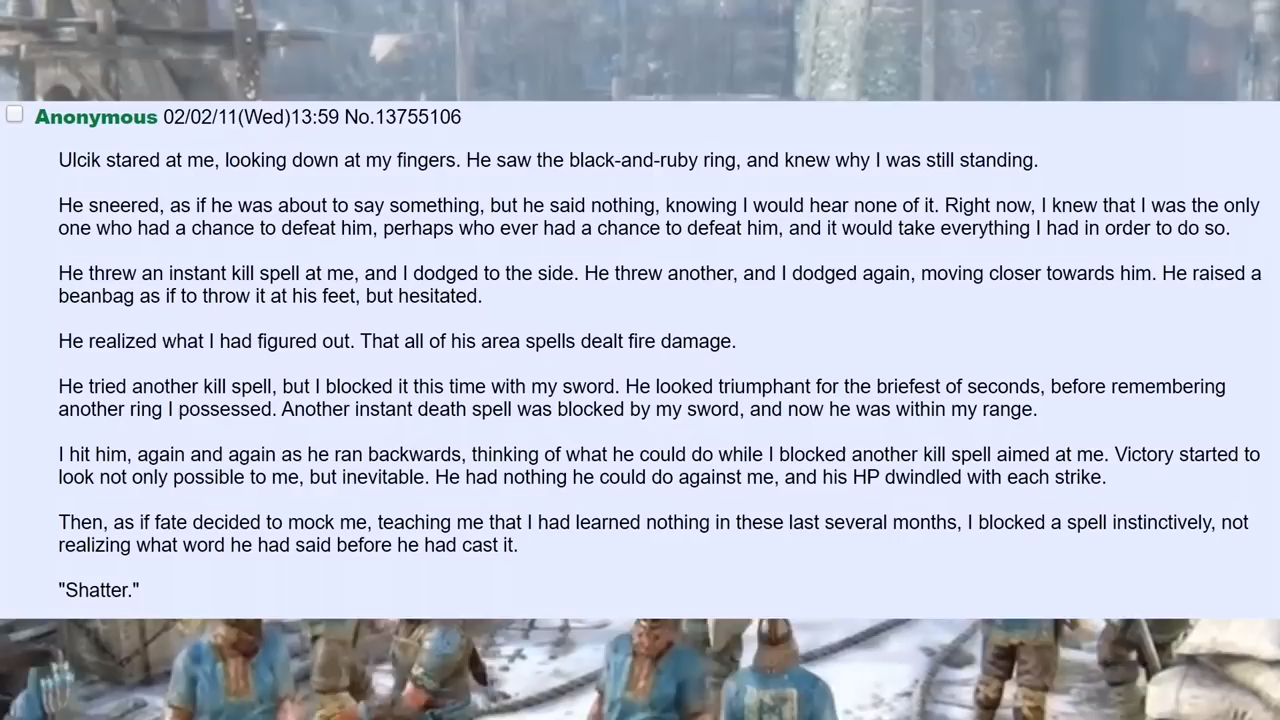 Anonymous 02/02/11(Wed)13:59 No.13755106
Ulcik stared at me, looking down at my fingers. He saw the black-and-ruby ring, and knew why I was still standing.
He sneered, as if he was about to say something, but he said nothing, knowing I would hear none of it. Right now, I knew that I was the only
one who had a chance to defeat him, perhaps who ever had a chance to defeat him, and it would take everything I had in order to do so.
He threw an instant kill spell at me, and I dodged to the side. He threw another, and I dodged again, moving closer towards him. He raised a
beanbag as if to throw it at his feet, but hesitated.
He realized what I had figured out. That all of his area spells dealt fire damage.
He tried another kill spell, but I blocked it this time with my sword. He looked triumphant for the briefest of seconds, before remembering
another ring I possessed. Another instant death spell was blocked by my sword, and now he was within my range.
I hit him, again and again as he ran backwards, thinking of what he could do while I blocked another kill spell aimed at me. Victory started to
look not only possible to me, but inevitable. He had nothing he could do against me, and his HP dwindled with each strike.
Then, as if fate decided to mock me, teaching me that I had learned nothing in these last several months, I blocked a spell instinctively, not
realizing what word he had said before he had cast it.
"Shatter."